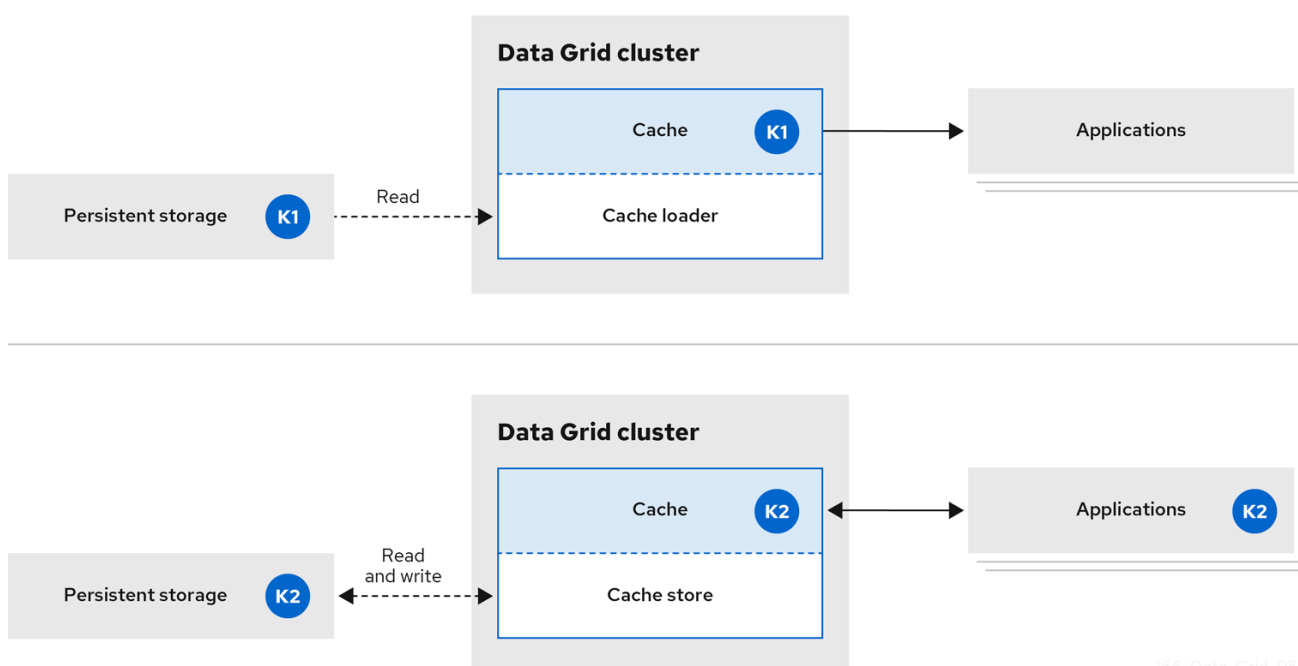 Data Grid cluster
Cache K1
Applications
Read
Persistent storage K1
Cache loader
Data Grid cluster
Cache K2
Applications K2
Read
and write
Persistent storage K2
Cache store